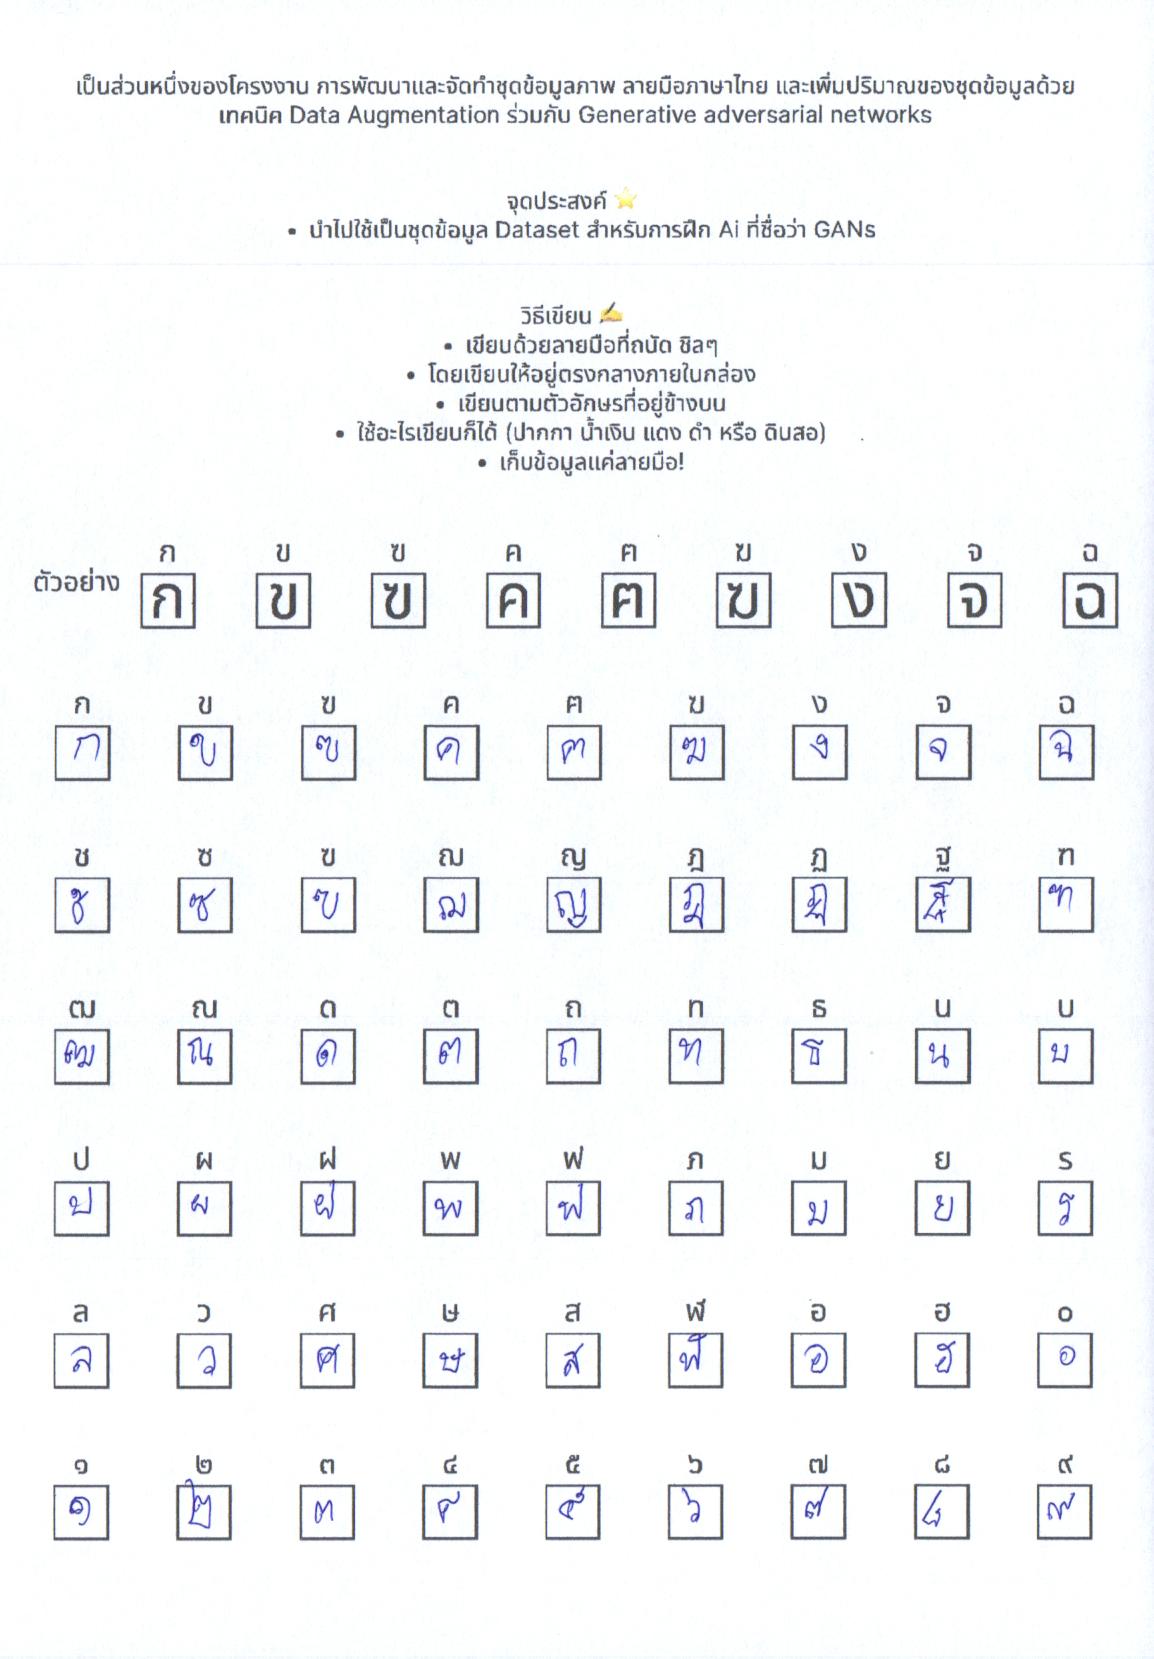 เป็นส่วนหนึ่งของโครงงาน การพัฒนาและจัดทำชุดข้อมูลภาพ ลายมือภาษาไทย และเพิ่มปริมาณของชุดข้อมูลด้วย
เทคนิค Data Augmentation ร่วมกับ Generative adversarial networks
จุดประสงค์ ⭐
• นำไปใช้เป็นชุดข้อมูล Dataset สำหรับการฝึก Ai ที่ชื่อว่า GANs
วิธีเขียน ✍️
• เขียนด้วยลายมือที่ถนัด ชิลๆ
• โดยเขียนให้อยู่ตรงกลางภายในกล่อง
• เขียนตามตัวอักษรที่อยู่ข้างบน
• ใช้อะไรเขียนก็ได้ (ปากกา น้ำเงิน แดง ดำ หรือ ดินสอ)
• เก็บข้อมูลแค่ลายมือ!
ก ข ฃ ค ฅ ฆ ง จ ฉ
ตัวอย่าง ก ข ฃ ค ฅ ฆ ง จ ฉ
ก ข ฃ ค ฅ ฆ ง จ ฉ
ก ข ฃ ค ฅ ฆ ง จ ฉ
ช ซ ฃ ฌ ญ ฎ ฏ ฐ ฑ
ช ซ ฃ ฌ ญ ฎ ฏ ฐ ฑ
ฒ ณ ด ต ถ ท ธ น บ
ฒ ณ ด ต ถ ท ธ น บ
ป ผ ฝ พ ฟ ภ ม ย ร
ป ผ ฝ พ ฟ ภ ม ย ร
ล ว ศ ษ ส ฬ อ ฮ ๐
ล ว ศ ษ ส ฬ อ ฮ ๐
๑ ๒ ๓ ๔ ๕ ๖ ๗ ๘ ๙
๑ ๒ ๓ ๔ ๕ ๖ ๗ ๘ ๙